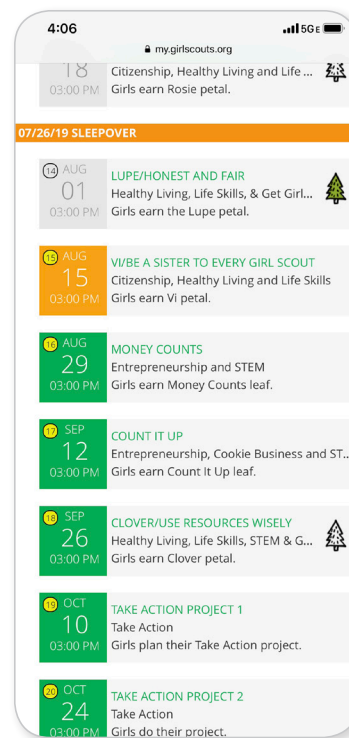 4:06
5G E
my.girlscouts.org
18
03:00 PM
Citizenship, Healthy Living and Life ...
Girls earn Rosie petal.
07/26/19 SLEEPOVER
14 AUG
01
03:00 PM
LUPE/HONEST AND FAIR
Healthy Living, Life Skills, & Get Girl...
Girls earn the Lupe petal.
15 AUG
15
03:00 PM
VI/BE A SISTER TO EVERY GIRL SCOUT
Citizenship, Healthy Living and Life Skills
Girls earn Vi petal.
16 AUG
29
03:00 PM
MONEY COUNTS
Entrepreneurship and STEM
Girls earn Money Counts leaf.
17 SEP
12
03:00 PM
COUNT IT UP
Entrepreneurship, Cookie Business and ST...
Girls earn Count It Up leaf.
18 SEP
26
03:00 PM
CLOVER/USE RESOURCES WISELY
Healthy Living, Life Skills, STEM & G...
Girls earn Clover petal.
19 OCT
10
03:00 PM
TAKE ACTION PROJECT 1
Take Action
Girls plan their Take Action project.
20 OCT
24
03:00 PM
TAKE ACTION PROJECT 2
Take Action
Girls do their project.